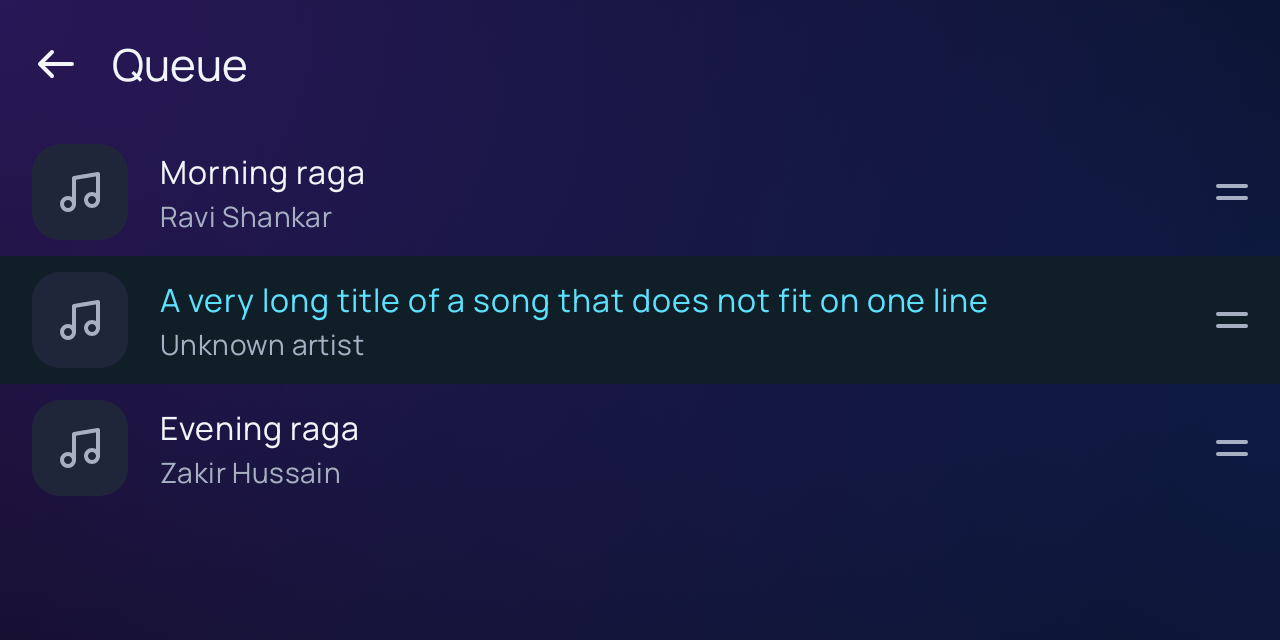 Queue
Morning raga
Ravi Shankar
A very long title of a song that does not fit on one line
Unknown artist
Evening raga
Zakir Hussain